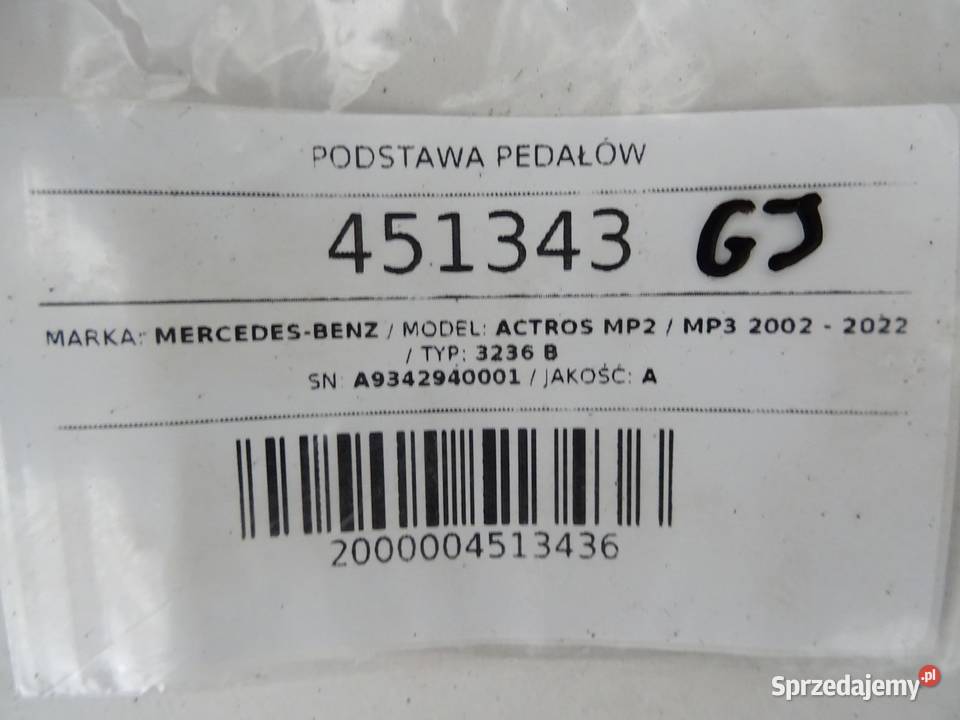 PODSTAWA PEDAŁÓW
451343 GJ
MARKA: MERCEDES-BENZ / MODEL: ACTROS MP2 / MP3 2002 - 2022
/ TYP: 3236 B
SN: A9342940001 / JAKOŚĆ: A
2000004513436
Sprzedajemy.pl